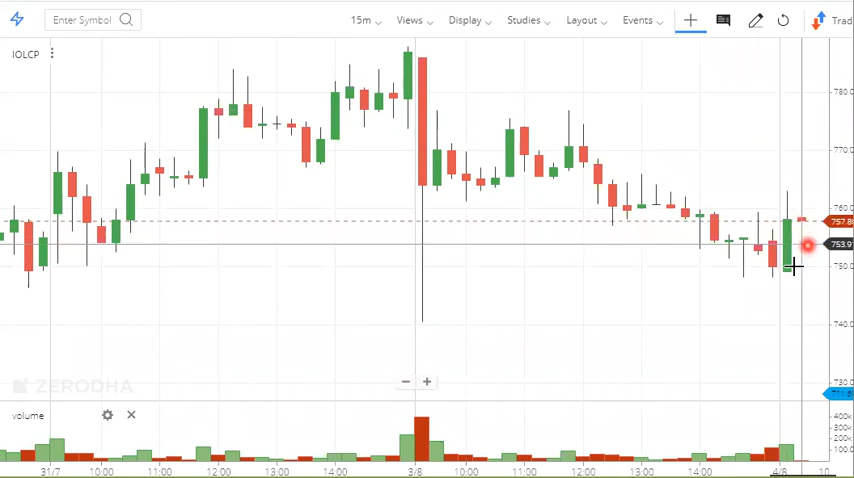 Enter Symbol 15m Views Display Studies Layout Events Trad
IOLCP
780.0
770.0
760.0
757.80
753.91
750.0
740.0
ZERODHA
730.0
volume
400k
300k
200k
100k
31/7 10:00 11:00 12:00 13:00 14:00 3/8 10:00 11:00 12:00 13:00 14:00 4/8 10